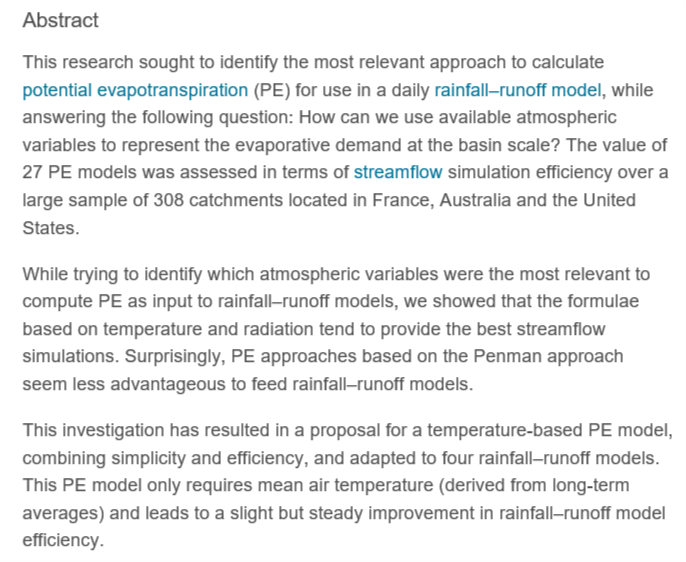 Abstract
This research sought to identify the most relevant approach to calculate
potential evapotranspiration (PE) for use in a daily rainfall–runoff model, while
answering the following question: How can we use available atmospheric
variables to represent the evaporative demand at the basin scale? The value of
27 PE models was assessed in terms of streamflow simulation efficiency over a
large sample of 308 catchments located in France, Australia and the United
States.
While trying to identify which atmospheric variables were the most relevant to
compute PE as input to rainfall–runoff models, we showed that the formulae
based on temperature and radiation tend to provide the best streamflow
simulations. Surprisingly, PE approaches based on the Penman approach
seem less advantageous to feed rainfall–runoff models.
This investigation has resulted in a proposal for a temperature-based PE model,
combining simplicity and efficiency, and adapted to four rainfall–runoff models.
This PE model only requires mean air temperature (derived from long-term
averages) and leads to a slight but steady improvement in rainfall–runoff model
efficiency.